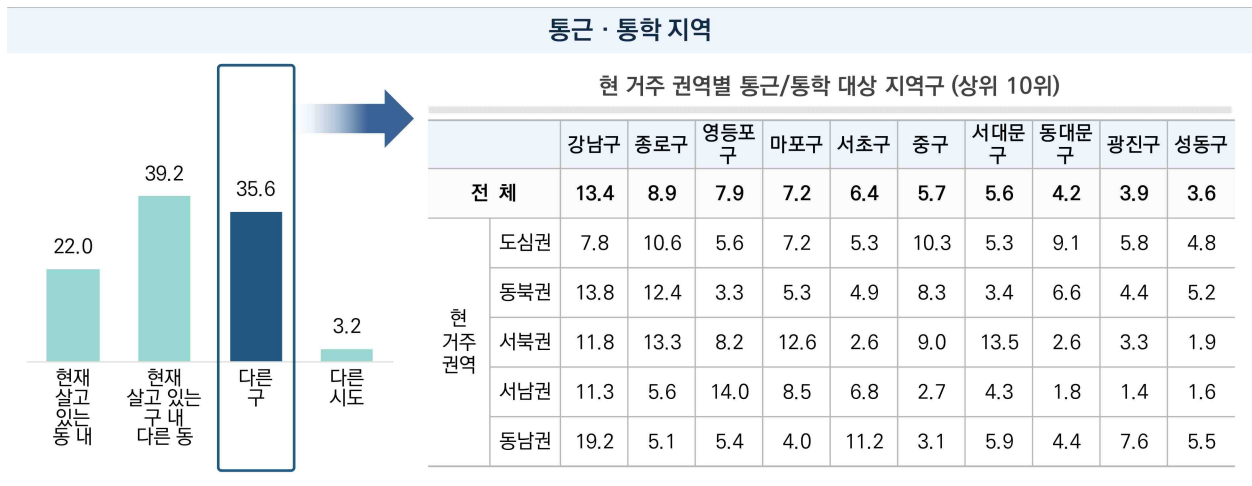 통근 · 통학 지역
39.2
35.6
22.0
3.2
현재
살고
있는
동 내
현재
살고 있는
구 내
다른 동
다른
구
다른
시도
현 거주 권역별 통근/통학 대상 지역구 (상위 10위)
강남구 종로구 영등포구 마포구 서초구 중구 서대문구 동대문구 광진구 성동구
전 체 13.4 8.9 7.9 7.2 6.4 5.7 5.6 4.2 3.9 3.6
현
거주
권역
도심권 7.8 10.6 5.6 7.2 5.3 10.3 5.3 9.1 5.8 4.8
동북권 13.8 12.4 3.3 5.3 4.9 8.3 3.4 6.6 4.4 5.2
서북권 11.8 13.3 8.2 12.6 2.6 9.0 13.5 2.6 3.3 1.9
서남권 11.3 5.6 14.0 8.5 6.8 2.7 4.3 1.8 1.4 1.6
동남권 19.2 5.1 5.4 4.0 11.2 3.1 5.9 4.4 7.6 5.5